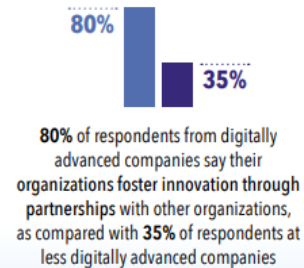 80%
35%
80% of respondents from digitally
advanced companies say their
organizations foster innovation through
partnerships with other organizations,
as compared with 35% of respondents at
less digitally advanced companies